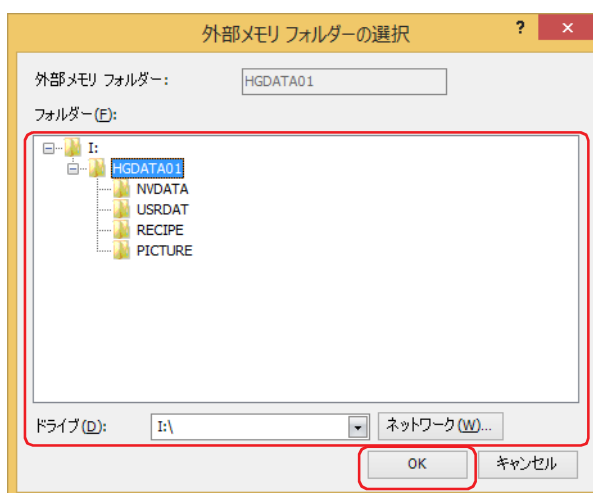 外部メモリ フォルダーの選択 ? ×
外部メモリ フォルダー: HGDATA01
フォルダー(F):
I:
HGDATA01
NVDATA
USRDAT
RECIPE
PICTURE
ドライブ(D): I:\ ネットワーク(W)...
OK キャンセル